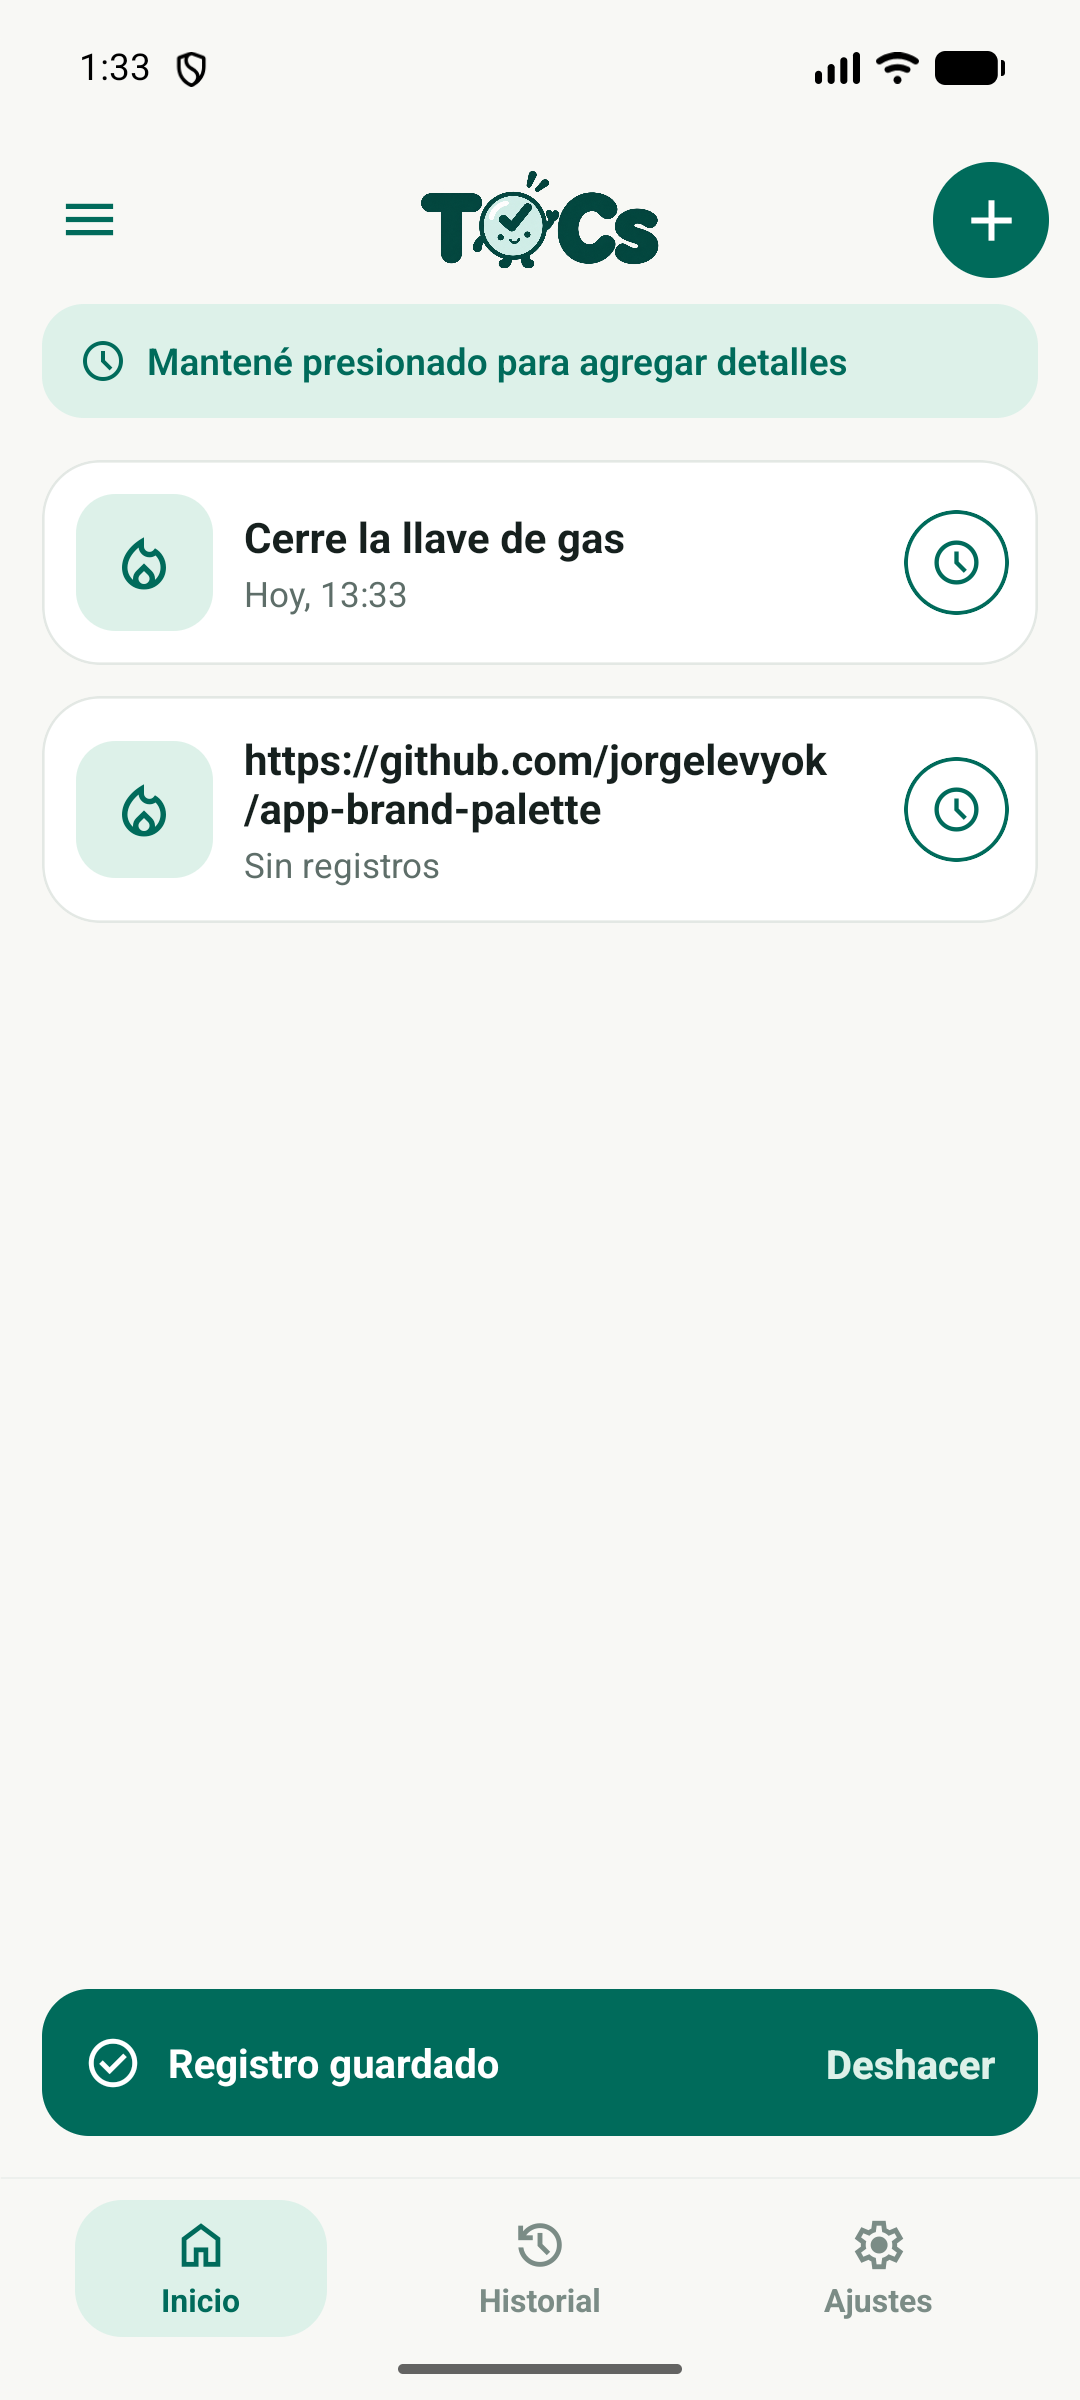 1:33
TOCs
Mantené presionado para agregar detalles
Cerre la llave de gas
Hoy, 13:33
https://github.com/jorgelevyok
/app-brand-palette
Sin registros
Registro guardado
Deshacer
Inicio
Historial
Ajustes